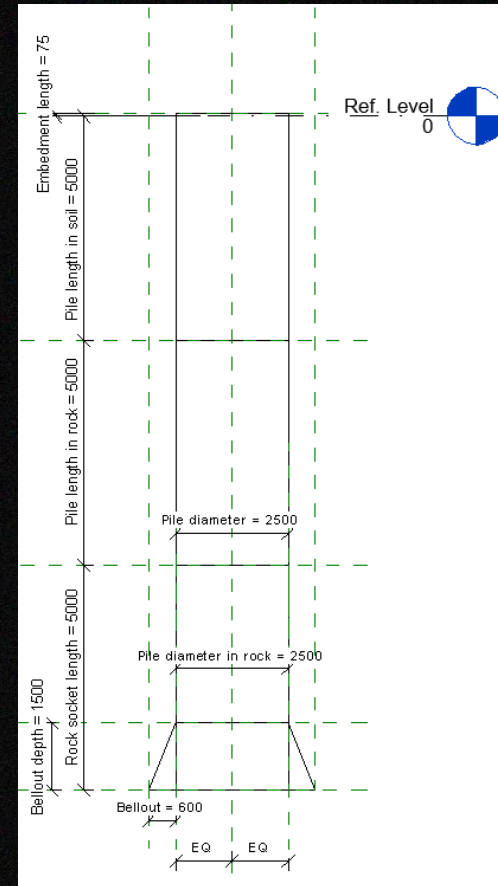 Embedment length = 75
Ref. Level
0
Pile length in soil = 5000
Pile length in rock = 5000
Pile diameter = 2500
Rock socket length = 5000
Pile diameter in rock = 2500
Bellout depth = 1500
Bellout = 600
EQ EQ